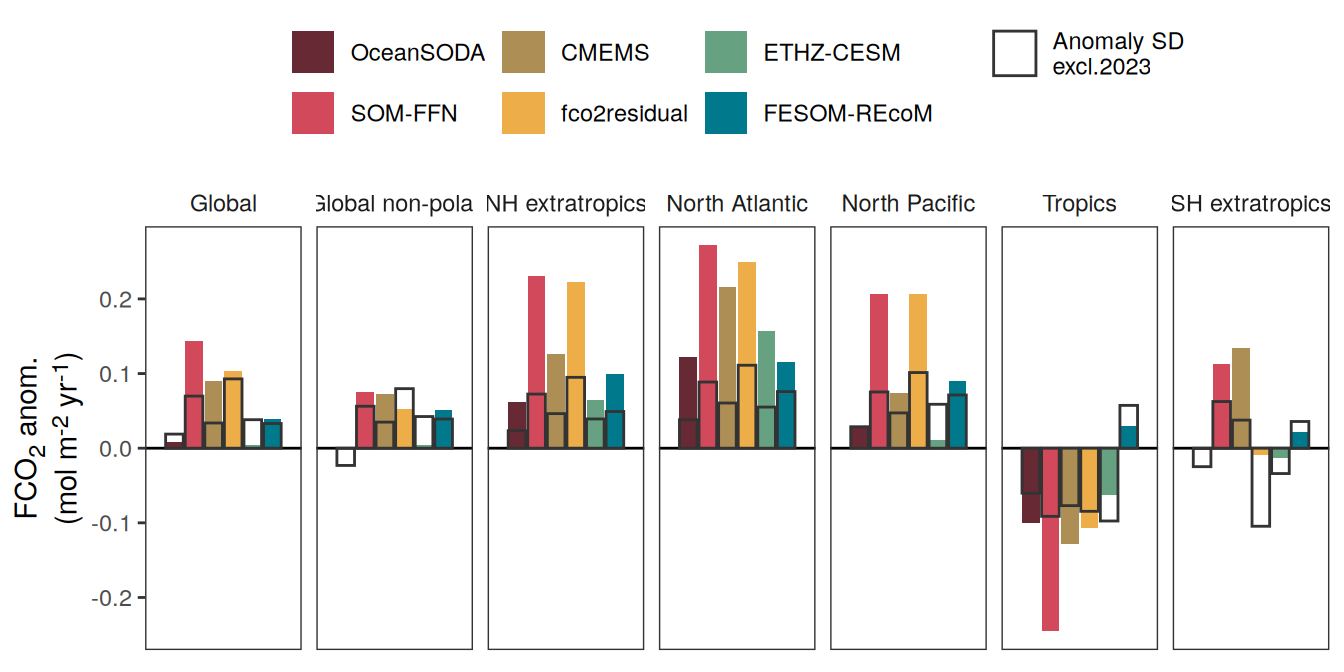 OceanSODA CMEMS ETHZ-CESM Anomaly SD
excl.2023
SOM-FFN fco2residual FESOM-REcoM
Global Global non-pola NH extratropics North Atlantic North Pacific Tropics SH extratropics
FCO2 anom.
(mol m-2 yr-1)
0.2
0.1
0.0
-0.1
-0.2